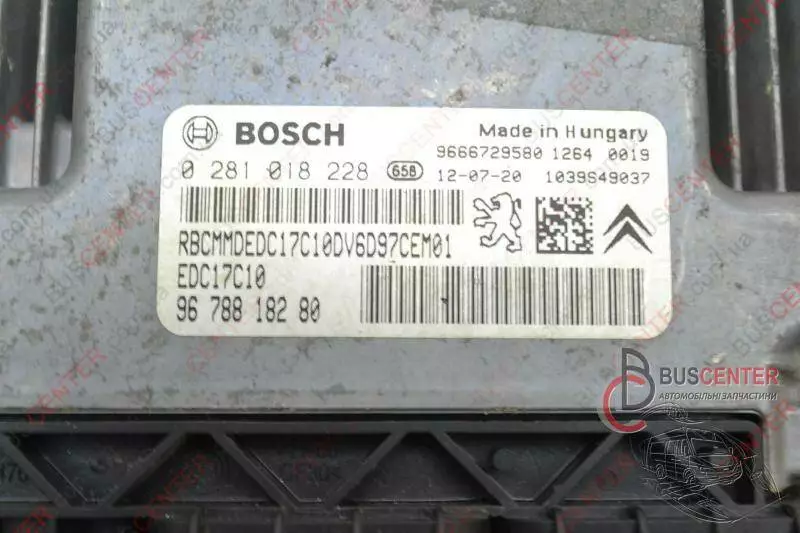 BOSCH
Made in Hungary
9666729580 1264 0019
0 281 018 228 658 12-07-20 1039S49037
RBCMMDEDC17C10DV6D97CEM01
EDC17C10
96 788 182 80
BUSCENTER
АВТОМОБІЛЬНІ ЗАПЧАСТИНИ